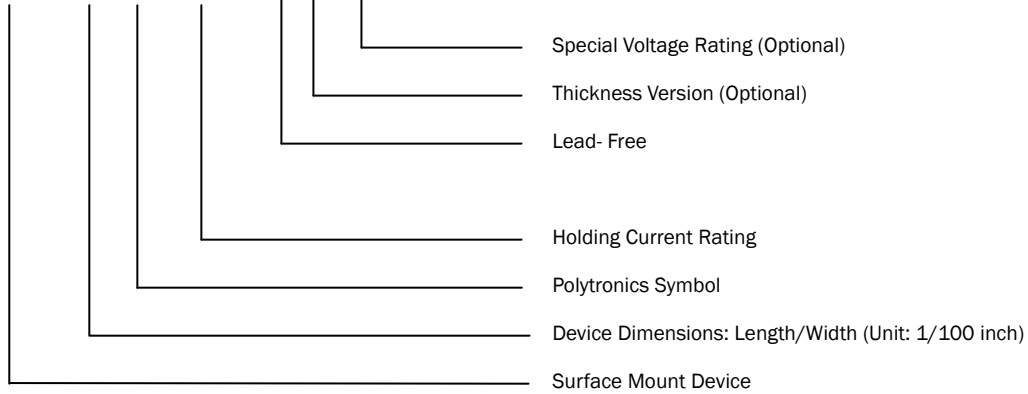 Special Voltage Rating (Optional)
Thickness Version (Optional)
Lead- Free
Holding Current Rating
Polytronics Symbol
Device Dimensions: Length/Width (Unit: 1/100 inch)
Surface Mount Device